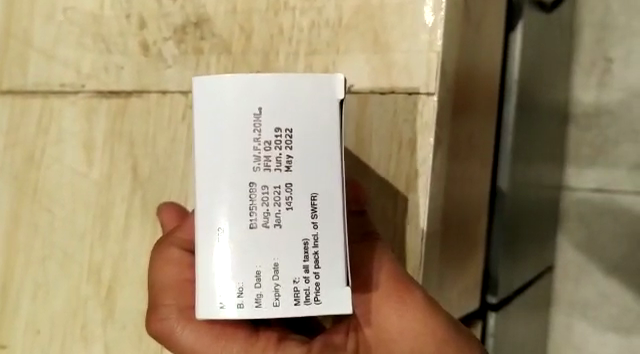 S.W.F.R.20ML.
B. No.: B195H089 JFH 02
Mfg. Date : Aug.2019 Jun.2019
Expiry Date : Jan.2021 May 2022
MRP ₹: 145.00
(Incl. of all taxes)
(Price of pack Incl. of SWFR)